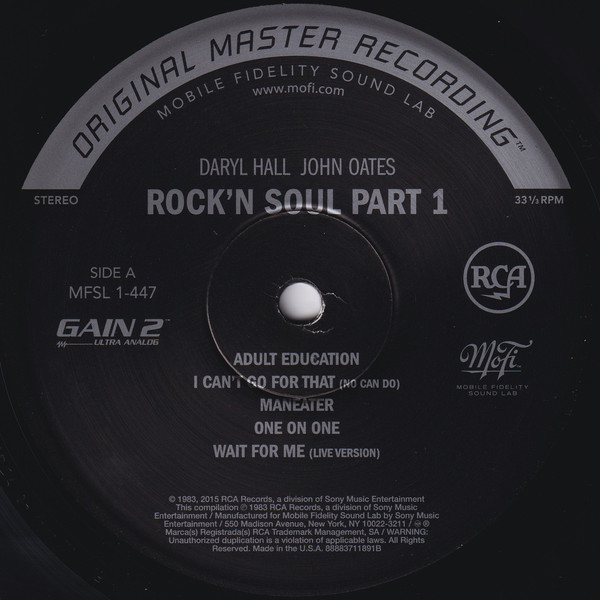 ORIGINAL MASTER RECORDING™
MOBILE FIDELITY SOUND LAB
www.mofi.com
DARYL HALL JOHN OATES
STEREO
ROCK'N SOUL PART 1
33⅓ RPM
SIDE A
MFSL 1-447
RCA
GAIN 2™
ULTRA ANALOG
MoFi™
MOBILE FIDELITY
SOUND LAB
ADULT EDUCATION
I CAN'T GO FOR THAT (NO CAN DO)
MANEATER
ONE ON ONE
WAIT FOR ME (LIVE VERSION)
© 1983, 2015 RCA Records, a division of Sony Music Entertainment
This compilation ℗ 1983 RCA Records, a division of Sony Music
Entertainment / Manufactured for Mobile Fidelity Sound Lab by Sony Music
Entertainment / 550 Madison Avenue, New York, NY 10022-3211 / ® ℗
Marca(s) Registrada(s) RCA Trademark Management, SA / WARNING:
Unauthorized duplication is a violation of applicable laws. All Rights
Reserved. Made in the U.S.A. 88883711891B